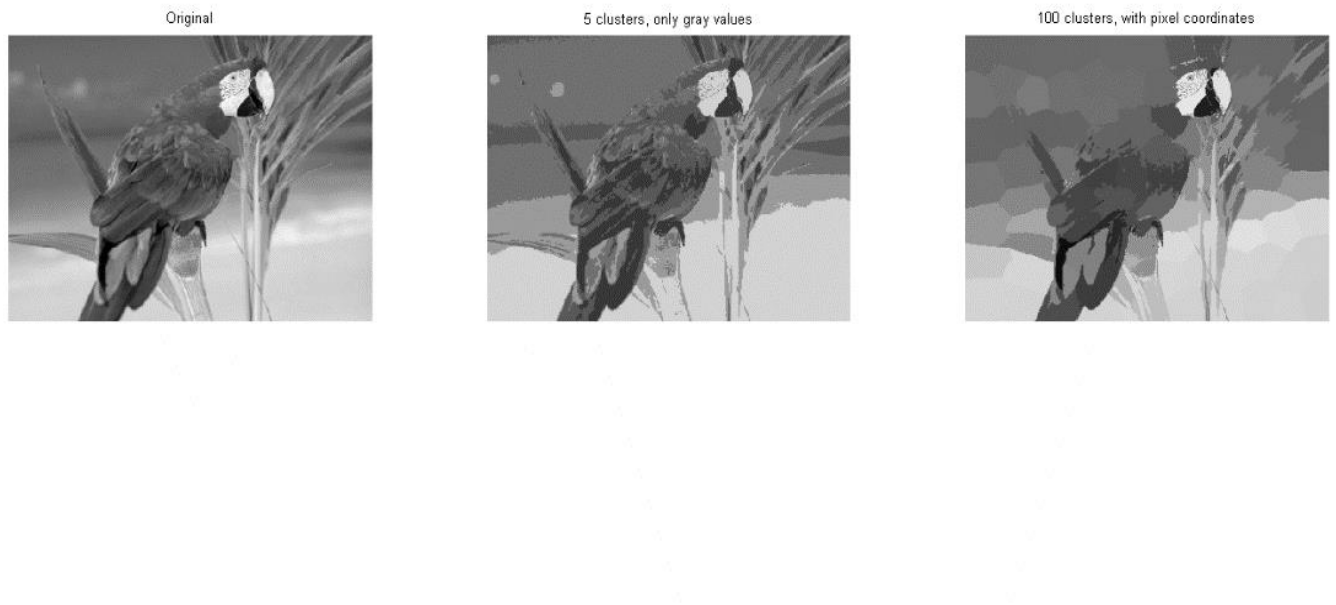 Original
5 clusters, only gray values
100 clusters, with pixel coordinates